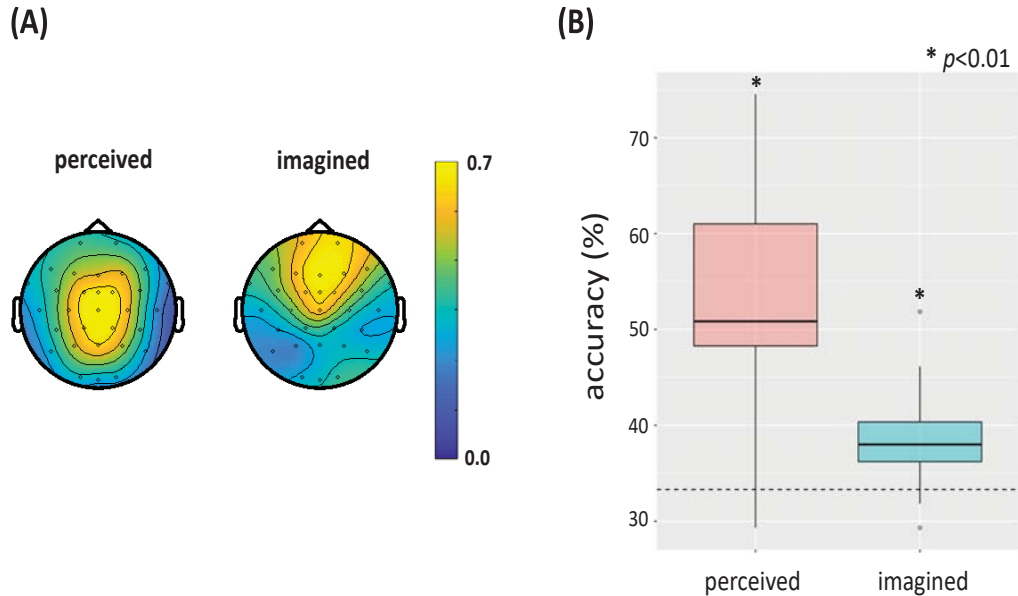 (A)
perceived
imagined
0.7
0.0
(B)
* p<0.01
*
*
accuracy (%)
70
60
50
40
30
perceived
imagined